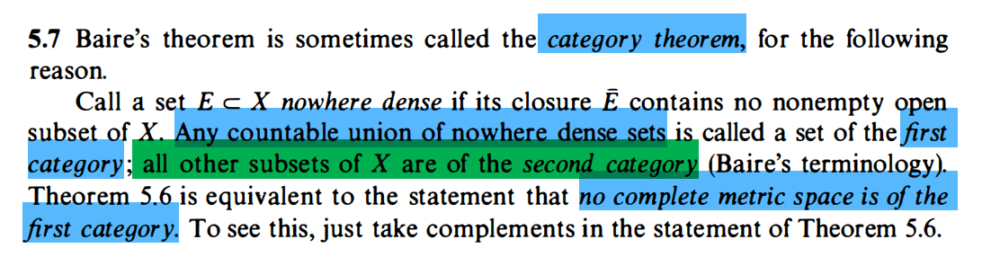 5.7 Baire's theorem is sometimes called the category theorem, for the following
reason.
Call a set E ⊂ X nowhere dense if its closure Ē contains no nonempty open
subset of X. Any countable union of nowhere dense sets is called a set of the first
category; all other subsets of X are of the second category (Baire's terminology).
Theorem 5.6 is equivalent to the statement that no complete metric space is of the
first category. To see this, just take complements in the statement of Theorem 5.6.